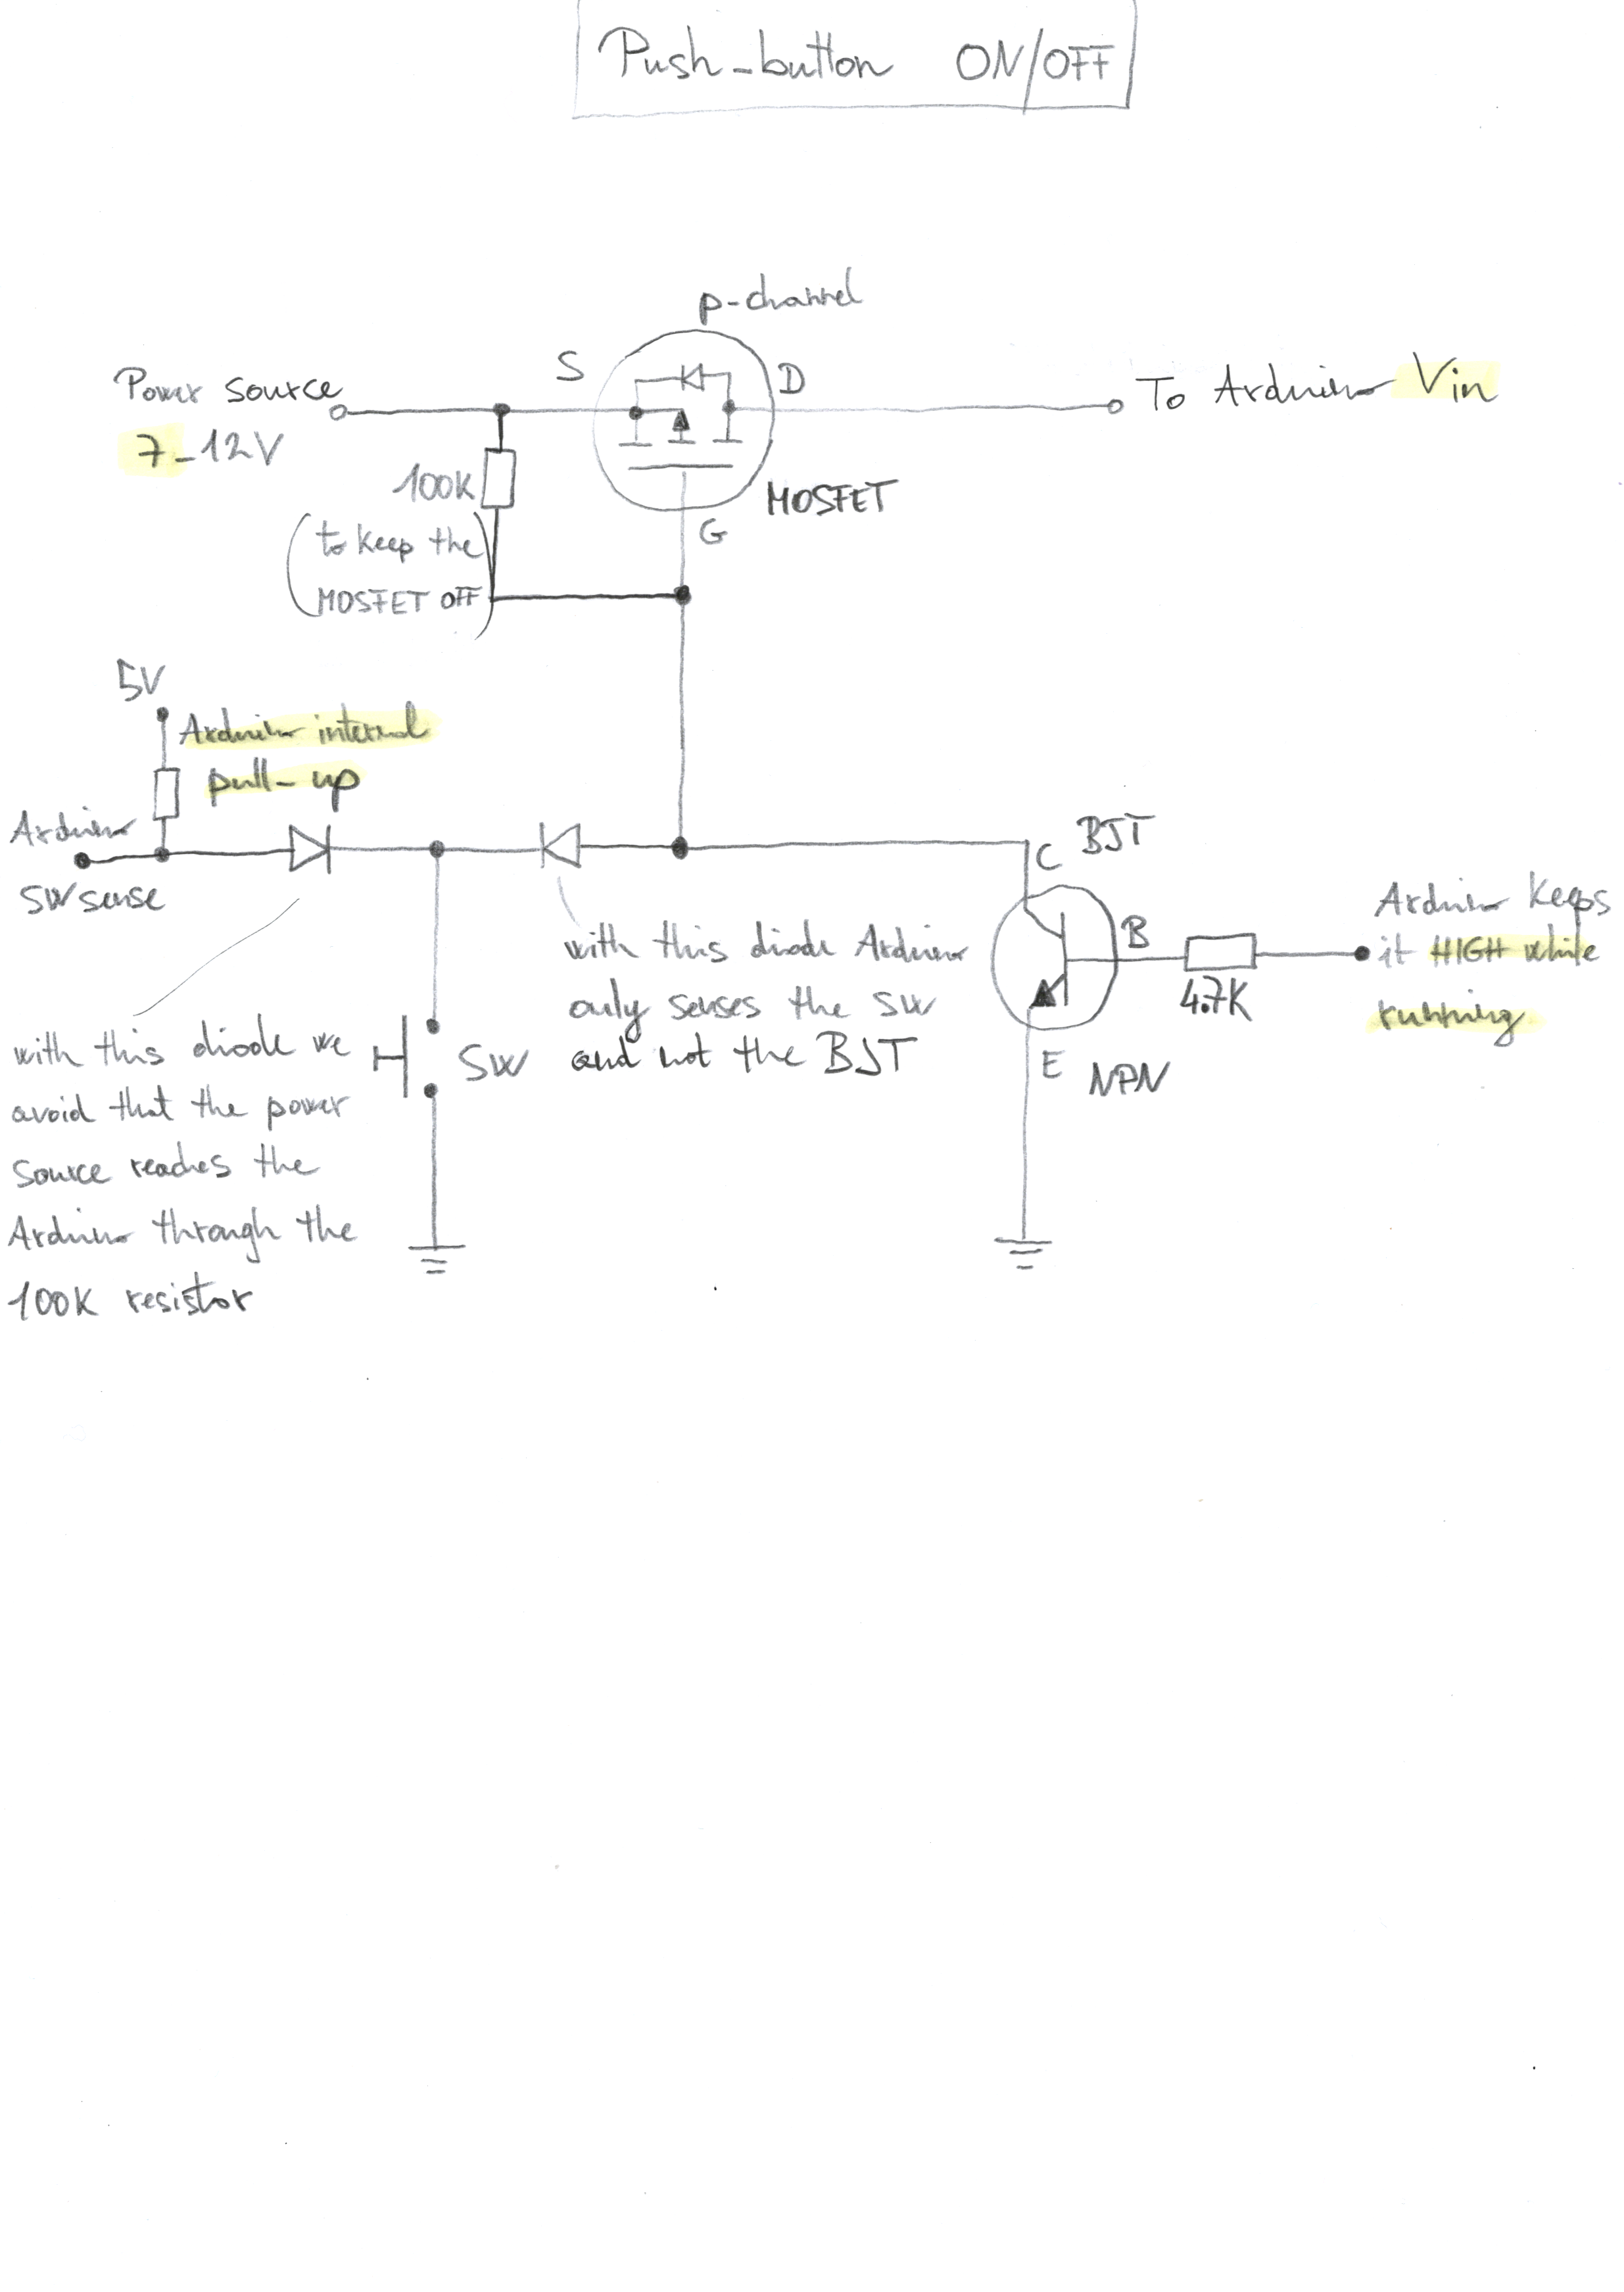 Push-button ON/OFF
p-channel
S
D
Power source
7-12V
To Arduino Vin
100K
(to keep the
MOSFET OFF)
MOSFET
G
5V
Arduino internal
pull-up
Arduino
SW sense
C
BJT
B
4.7K
E
NPN
Arduino keeps
it HIGH while
running
with this diode Arduino
only senses the SW
and not the BJT
SW
with this diode we
avoid that the power
source reaches the
Arduino through the
100K resistor